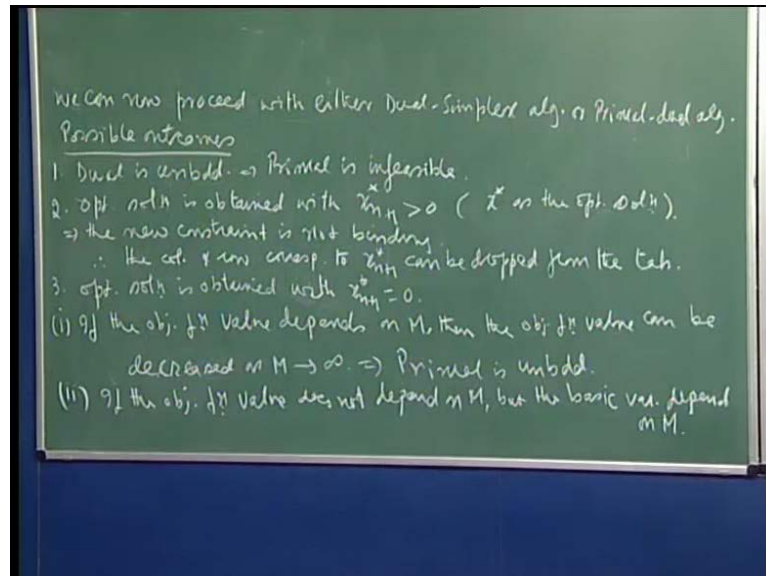 we can now proceed with either Dual-Simplex alg. or Primal-dual alg.
Possible outcomes
1. Dual is unbdd. ⇒ Primal is infeasible.
2. opt. soln is obtained with x*ₙ₊₁ > 0 ( x* as the opt. soln).
⇒ the new constraint is not binding
∴ the col. & row corresp. to x*ₙ₊₁ can be dropped from the tab.
3. opt. soln is obtained with x*ₙ₊₁ = 0.
(i) If the obj. fn value depends on M, then the obj. fn value can be
decreased as M → ∞. ⇒ Primal is unbdd.
(ii) If the obj. fn value does not depend on M, but the basic var. depend
on M.